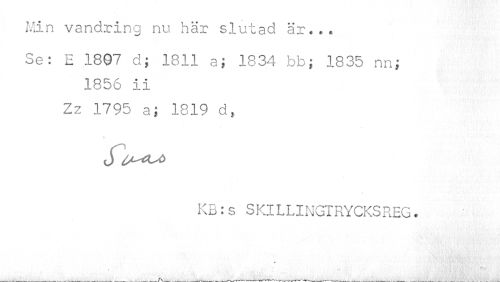 Min vandring nu här slutad är...
Se: E 1807 d; 1811 a; 1834 bb; 1835 nn;
1856 ii
Zz 1795 a; 1819 d,
Svas
KB:s SKILLINGTRYCKSREG.